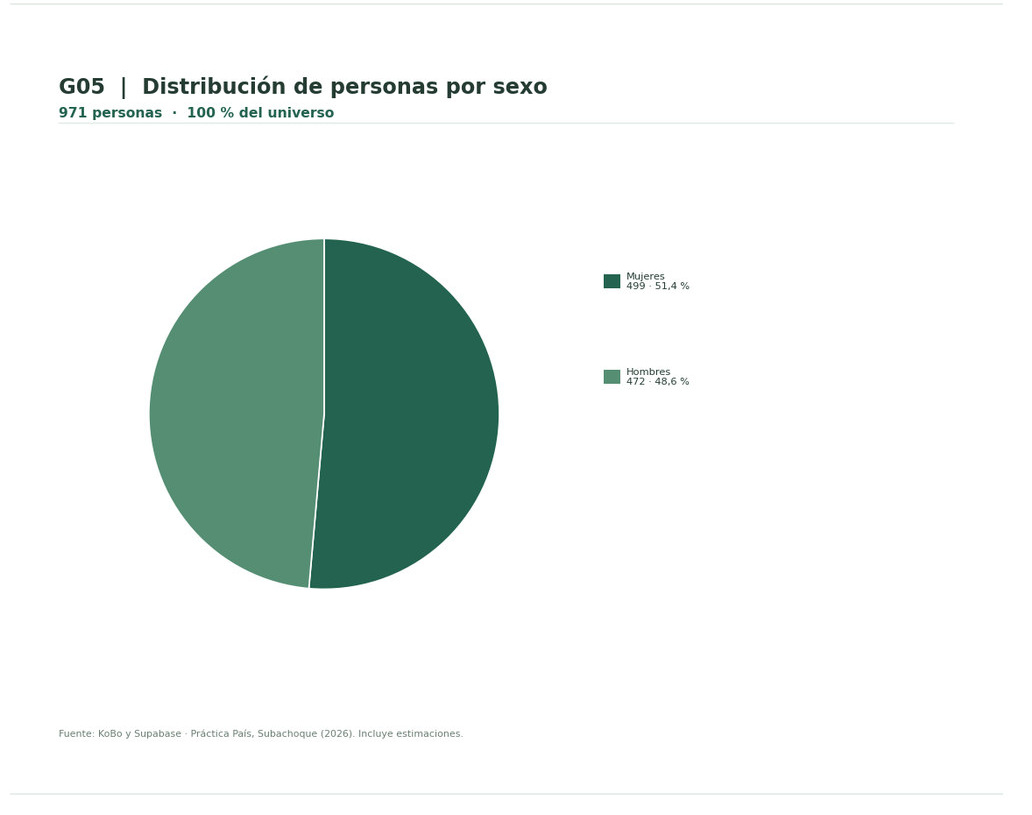 G05 | Distribución de personas por sexo
971 personas · 100 % del universo
Mujeres
499 · 51,4 %
Hombres
472 · 48,6 %
Fuente: KoBo y Supabase · Práctica País, Subachoque (2026). Incluye estimaciones.